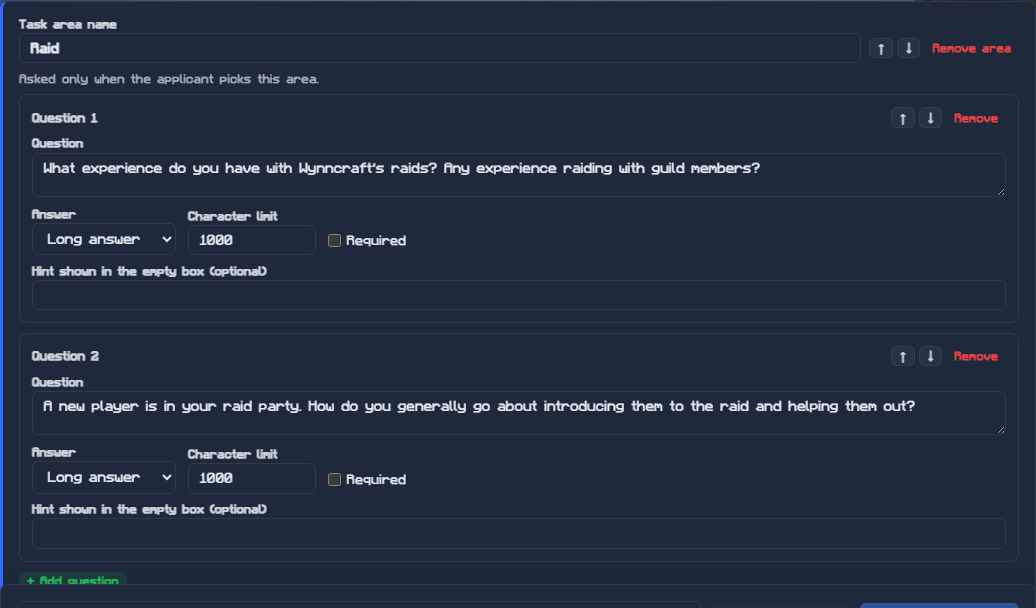 Task area name
Raid
↑ ↓ Remove area
Asked only when the applicant picks this area.
Question 1
↑ ↓ Remove
Question
What experience do you have with Wynncraft's raids? Any experience raiding with guild members?
Answer
Character limit
Long answer
1000
Required
Hint shown in the empty box (optional)
Question 2
↑ ↓ Remove
Question
A new player is in your raid party. How do you generally go about introducing them to the raid and helping them out?
Answer
Character limit
Long answer
1000
Required
Hint shown in the empty box (optional)
+ Add question